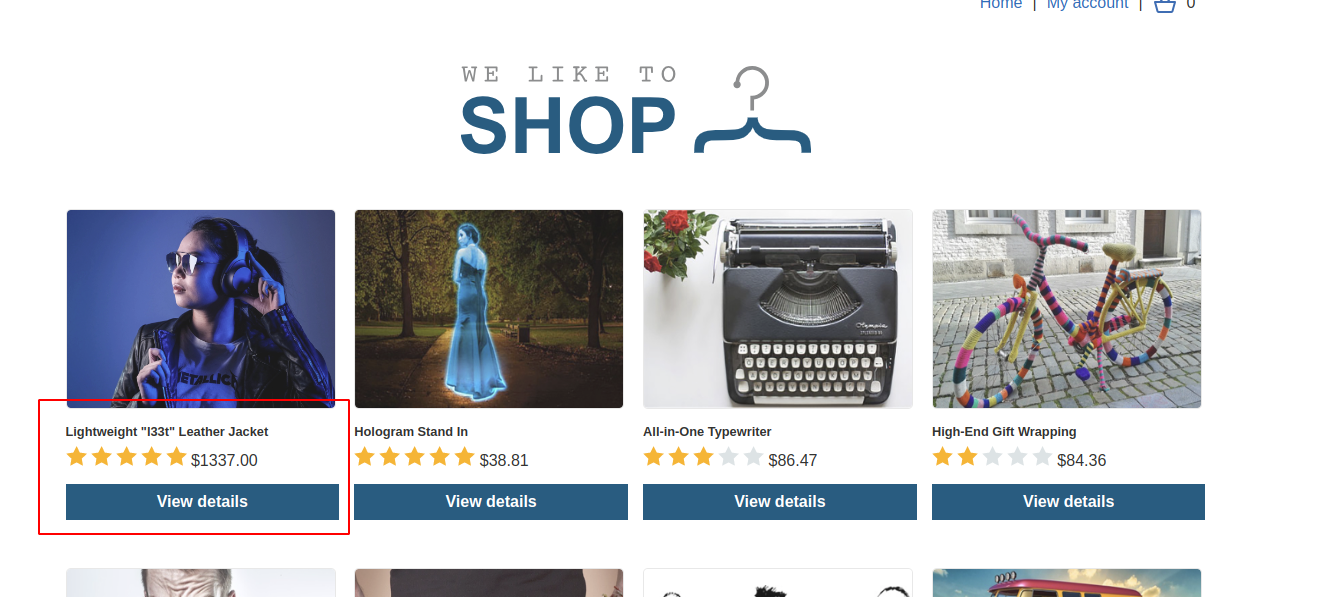 Home | My account | 0
WE LIKE TO
SHOP
METALLICA
Lightweight "l33t" Leather Jacket
$1337.00
View details
Hologram Stand In
$38.81
View details
Olympia
All-in-One Typewriter
$86.47
View details
High-End Gift Wrapping
$84.36
View details